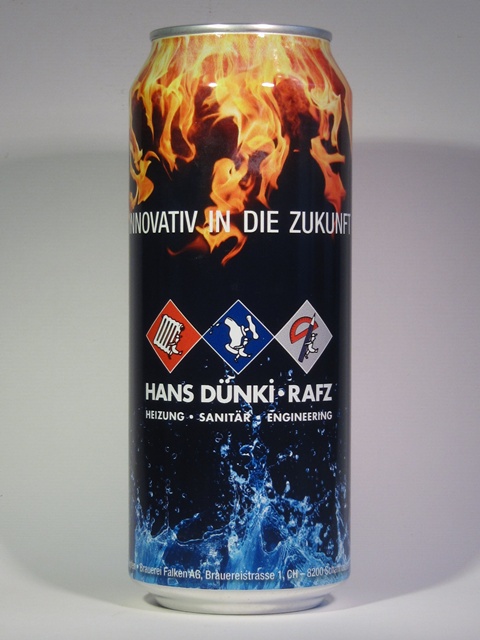 INNOVATIV IN DIE ZUKUNFT
HANS DÜNKI · RAFZ
HEIZUNG · SANITÄR · ENGINEERING
Brauerei Falken AG, Brauereistrasse 1, CH – 8200